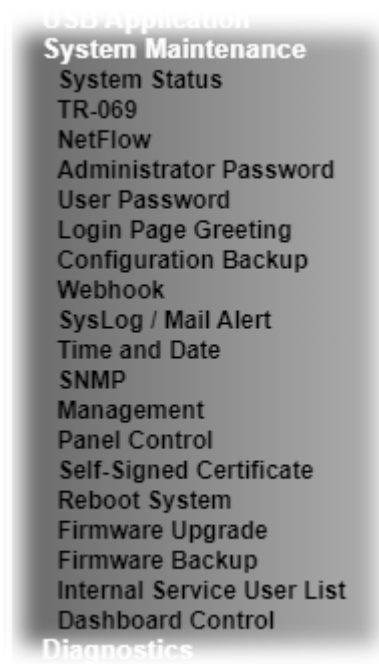 USB Application
System Maintenance
System Status
TR-069
NetFlow
Administrator Password
User Password
Login Page Greeting
Configuration Backup
Webhook
SysLog / Mail Alert
Time and Date
SNMP
Management
Panel Control
Self-Signed Certificate
Reboot System
Firmware Upgrade
Firmware Backup
Internal Service User List
Dashboard Control
Diagnostics